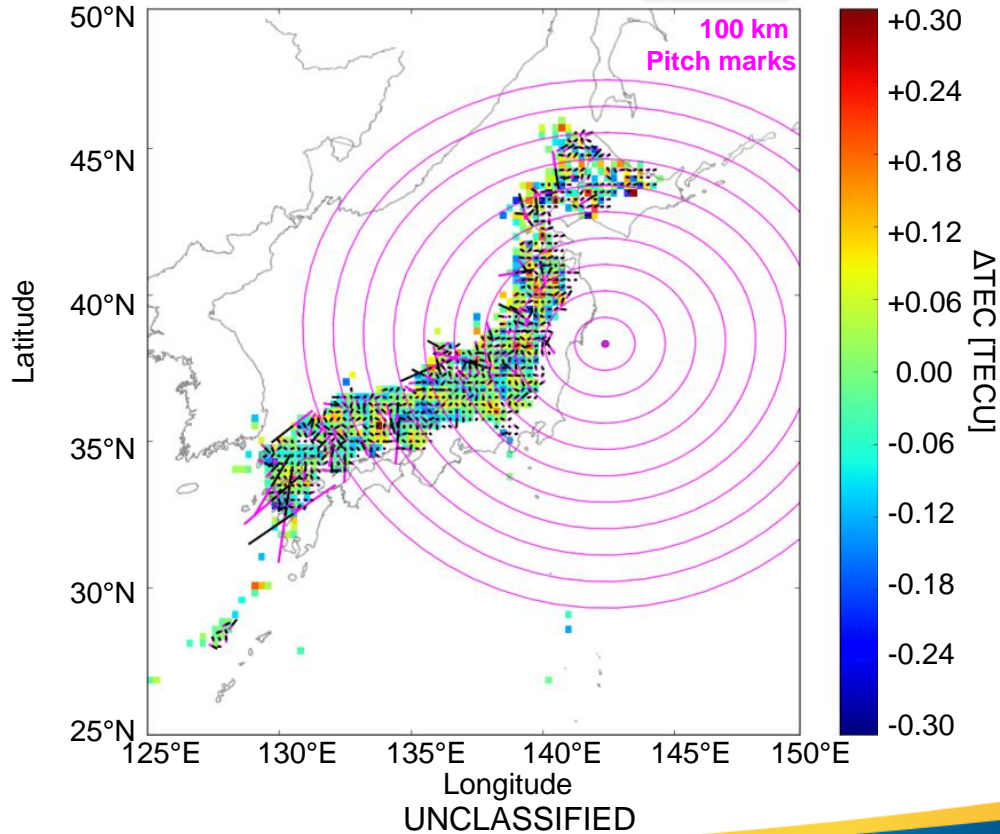 50°N
45°N
40°N
35°N
30°N
25°N
Latitude
100 km
Pitch marks
125°E 130°E 135°E 140°E 145°E 150°E
Longitude
UNCLASSIFIED
+0.30
+0.24
+0.18
+0.12
+0.06
0.00
-0.06
-0.12
-0.18
-0.24
-0.30
ΔTEC [TECU]